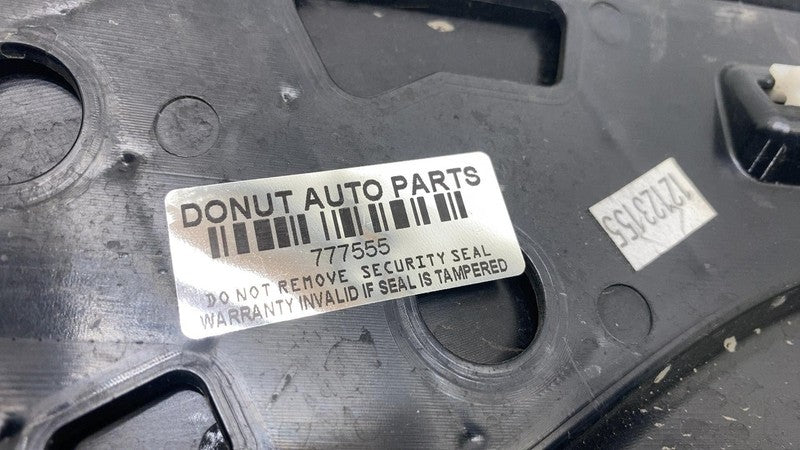 DONUT AUTO PARTS
777555
DO NOT REMOVE SECURITY SEAL
WARRANTY INVALID IF SEAL IS TAMPERED
12123155